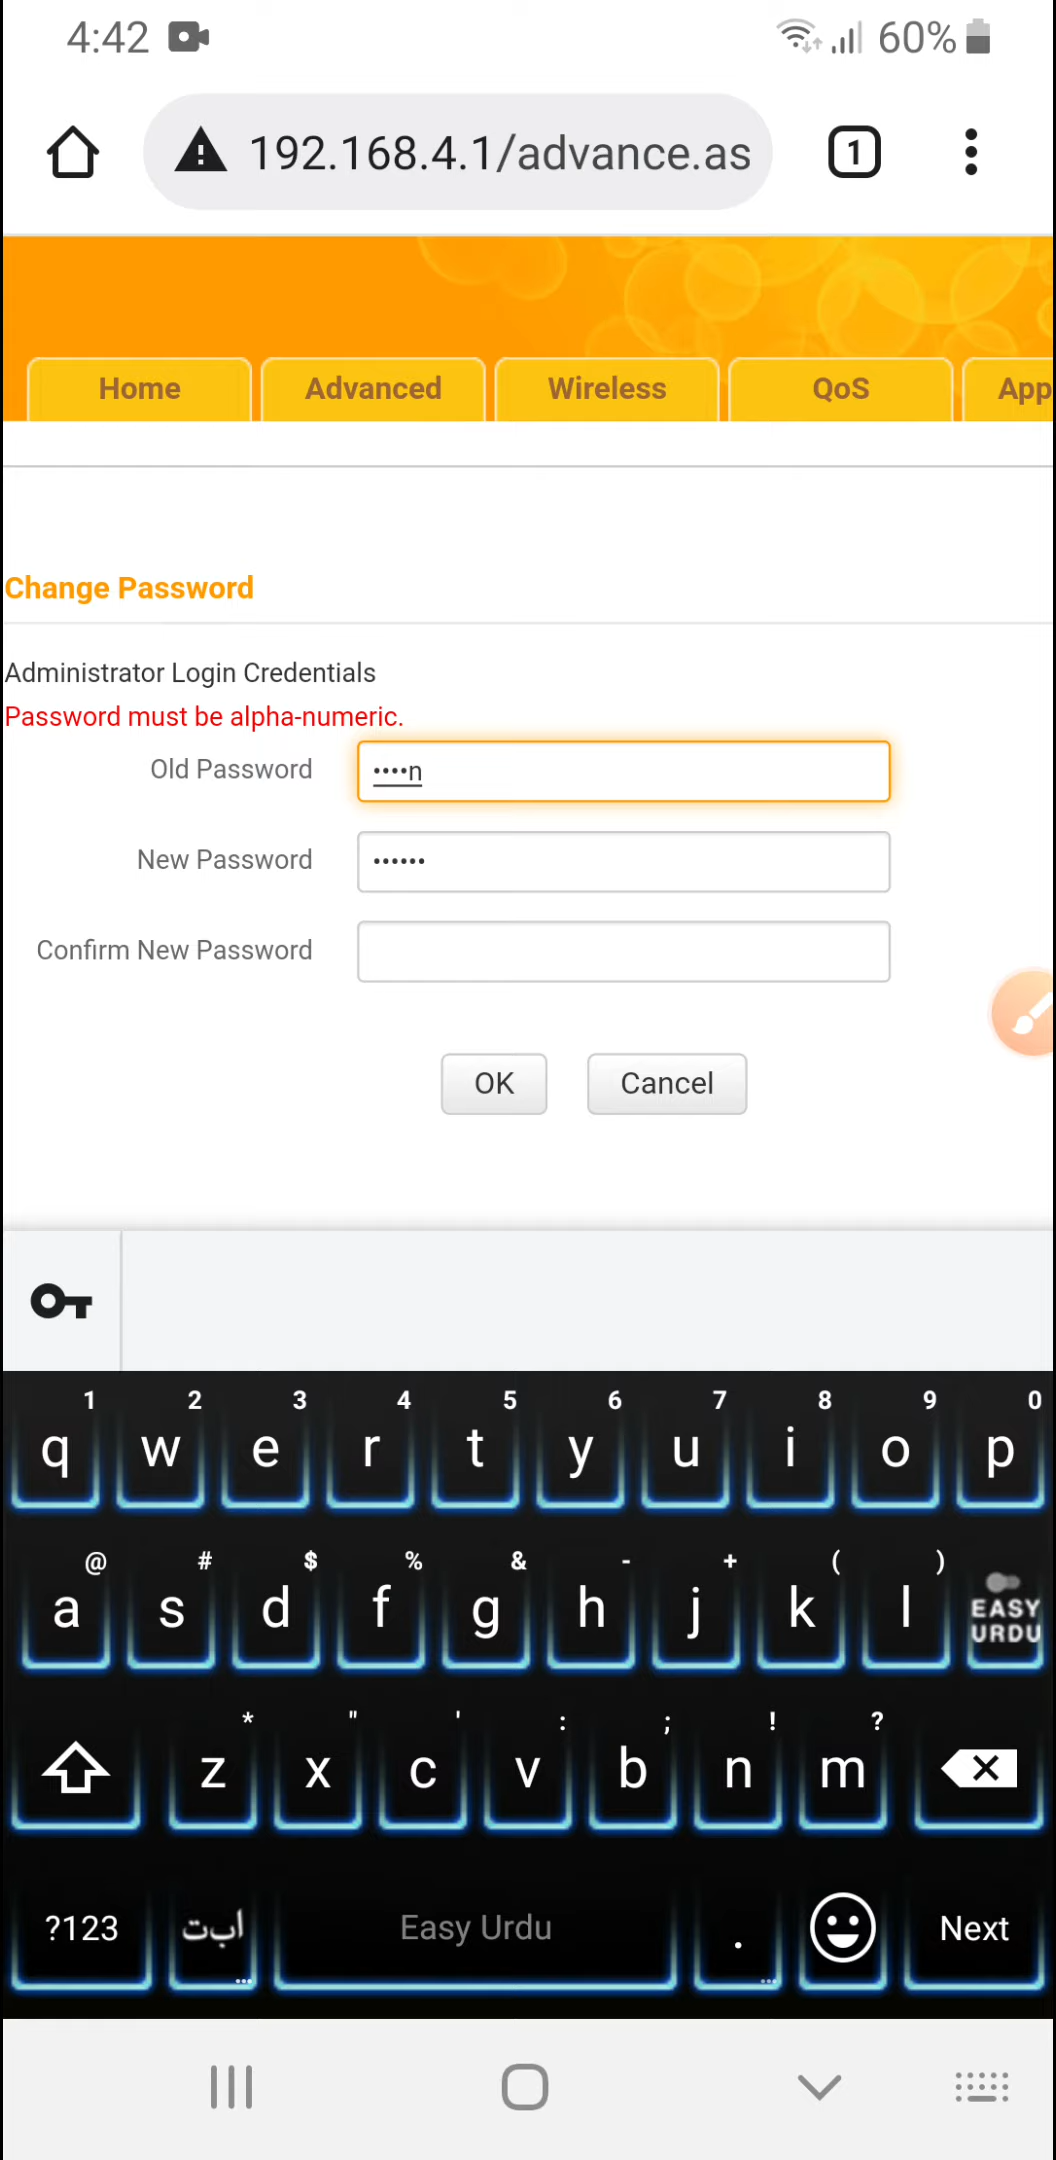 4:42 60%
192.168.4.1/advance.as 1
Home Advanced Wireless QoS App
Change Password
Administrator Login Credentials
Password must be alpha-numeric.
Old Password ••••n
New Password ••••••
Confirm New Password
OK Cancel
1 2 3 4 5 6 7 8 9 0
q w e r t y u i o p
@ # $ % & - + ( )
a s d f g h j k l EASY URDU
* " ' : ; ! ?
z x c v b n m
?123 ابت Easy Urdu . Next